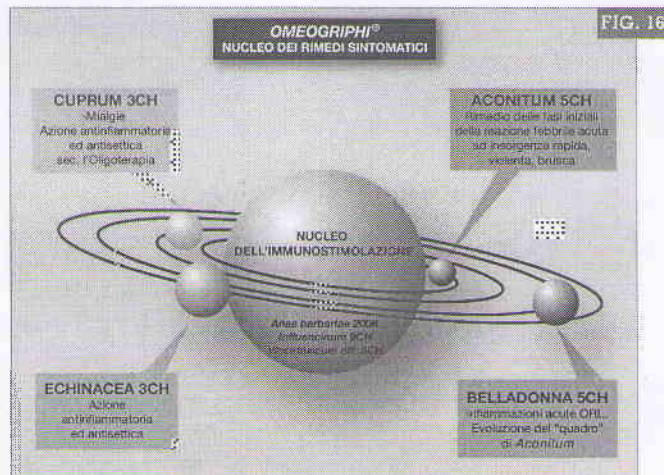 FIG. 16
OMEOGRIPHI®
NUCLEO DEI RIMEDI SINTOMATICI
CUPRUM 3CH
-Mialgie
Azione antinfiammatoria
ed antisettica
sec. l'Oligoterapia
ACONITUM 5CH
Rimedio delle fasi iniziali
della reazione febbrile acuta
ad insorgenza rapida,
violenta, brusca
NUCLEO
DELL'IMMUNOSTIMOLAZIONE
Anas barbariae 200K
Influencinum 9CH
ECHINACEA 3CH
Azione
antinfiammatoria
ed antisettica
BELLADONNA 5CH
Infiammazioni acute ORL
Evoluzione del "quadro"
di Aconitum